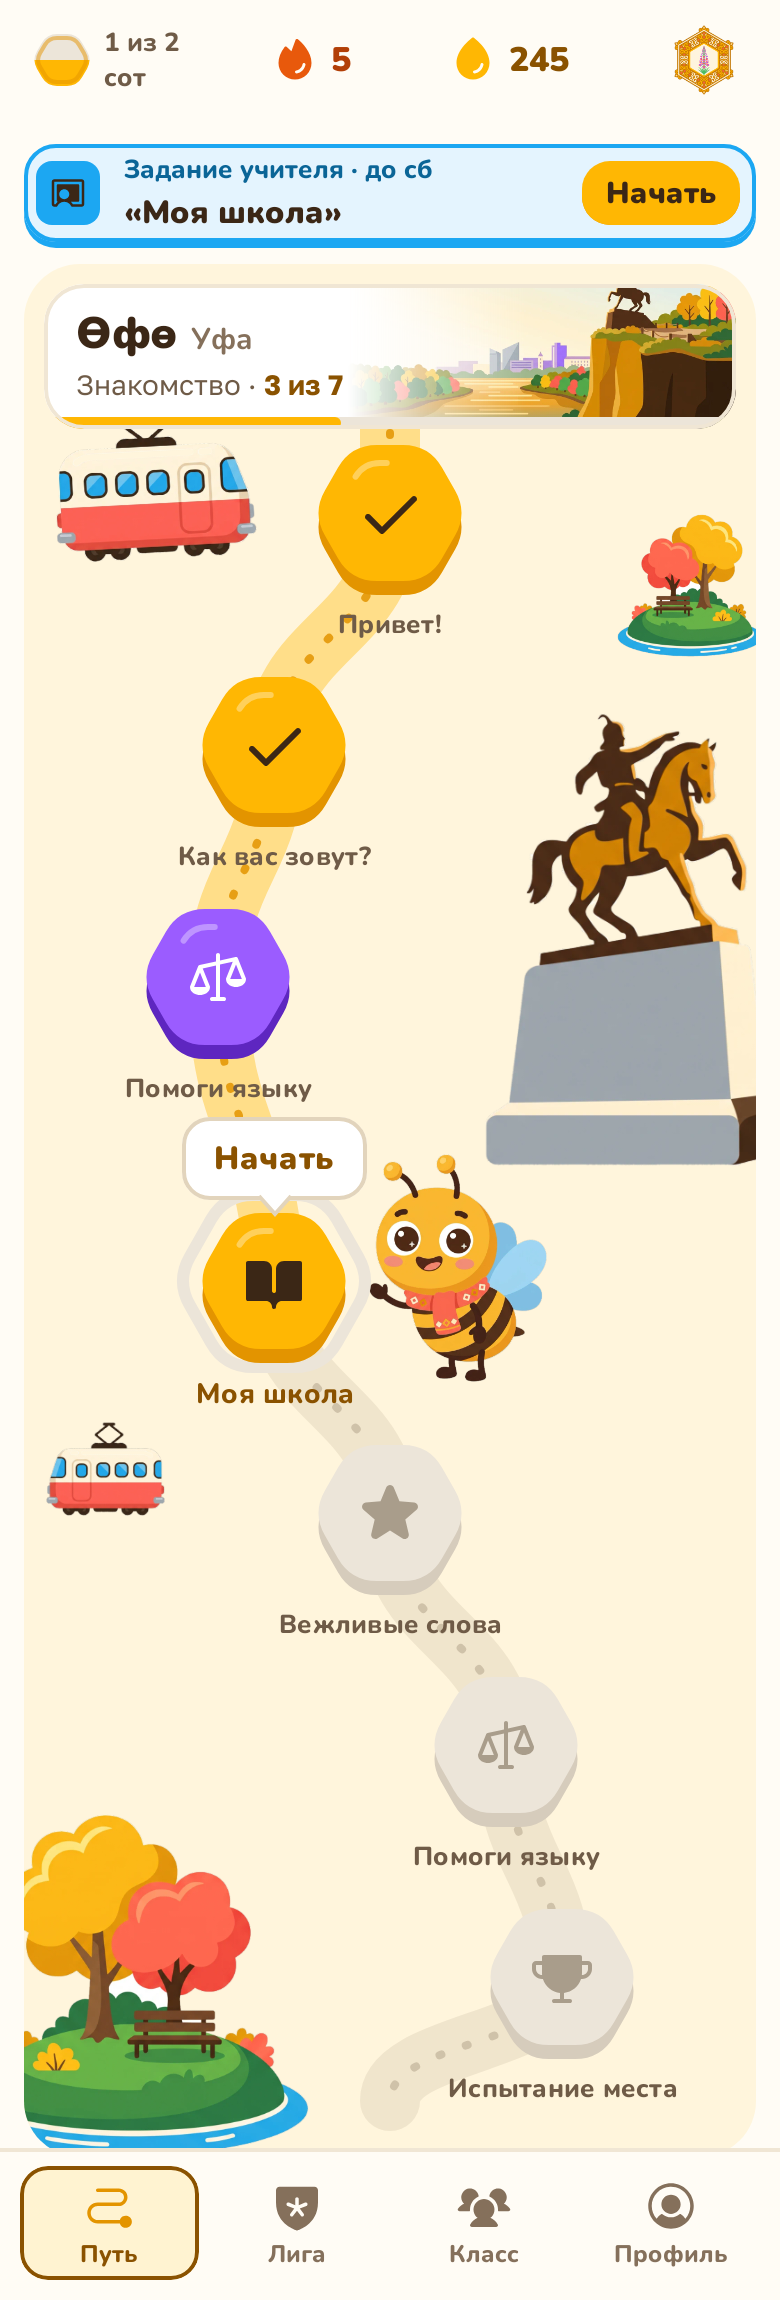 1 из 2
сот
5
245
Задание учителя · до сб
«Моя школа»
Начать
Өфө Уфа
Знакомство · 3 из 7
Привет!
Как вас зовут?
Помоги языку
Начать
Моя школа
Вежливые слова
Помоги языку
Испытание места
Путь
Лига
Класс
Профиль